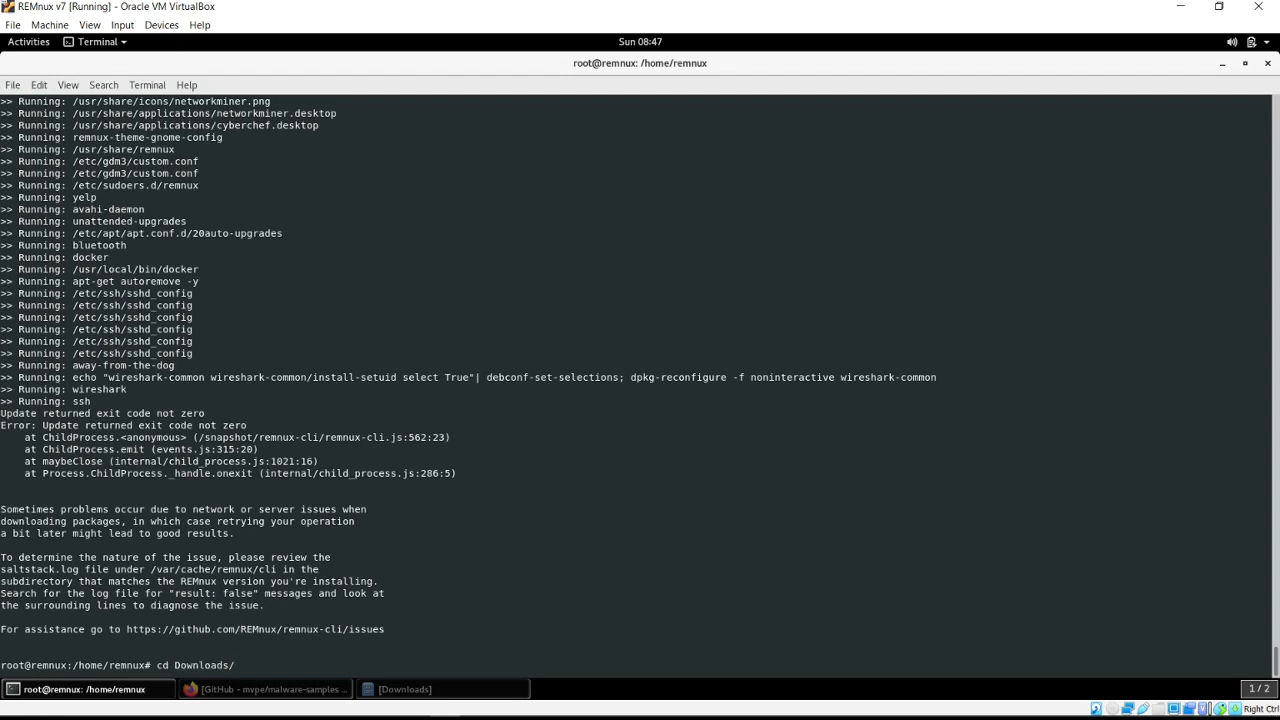 REMnux v7 [Running] - Oracle VM VirtualBox
File Machine View Input Devices Help
Activities Terminal Sun 08:47
root@remnux: /home/remnux
File Edit View Search Terminal Help
>> Running: /usr/share/icons/networkminer.png
>> Running: /usr/share/applications/networkminer.desktop
>> Running: /usr/share/applications/cyberchef.desktop
>> Running: remnux-theme-gnome-config
>> Running: /usr/share/remnux
>> Running: /etc/gdm3/custom.conf
>> Running: /etc/gdm3/custom.conf
>> Running: /etc/sudoers.d/remnux
>> Running: yelp
>> Running: avahi-daemon
>> Running: unattended-upgrades
>> Running: /etc/apt/apt.conf.d/20auto-upgrades
>> Running: bluetooth
>> Running: docker
>> Running: /usr/local/bin/docker
>> Running: apt-get autoremove -y
>> Running: /etc/ssh/sshd_config
>> Running: /etc/ssh/sshd_config
>> Running: /etc/ssh/sshd_config
>> Running: /etc/ssh/sshd_config
>> Running: /etc/ssh/sshd_config
>> Running: /etc/ssh/sshd_config
>> Running: away-from-the-dog
>> Running: echo "wireshark-common wireshark-common/install-setuid select True"| debconf-set-selections; dpkg-reconfigure -f noninteractive wireshark-common
>> Running: wireshark
>> Running: ssh
Update returned exit code not zero
Error: Update returned exit code not zero
at ChildProcess.<anonymous> (/snapshot/remnux-cli/remnux-cli.js:562:23)
at ChildProcess.emit (events.js:315:20)
at maybeClose (internal/child_process.js:1021:16)
at Process.ChildProcess._handle.onexit (internal/child_process.js:286:5)
Sometimes problems occur due to network or server issues when
downloading packages, in which case retrying your operation
a bit later might lead to good results.
To determine the nature of the issue, please review the
saltstack.log file under /var/cache/remnux/cli in the
subdirectory that matches the REMnux version you're installing.
Search for the log file for "result: false" messages and look at
the surrounding lines to diagnose the issue.
For assistance go to https://github.com/REMnux/remnux-cli/issues
root@remnux:/home/remnux# cd Downloads/
root@remnux: /home/remnux [GitHub - mvpe/malware-samples ... [Downloads] 1 / 2
Right Ctrl